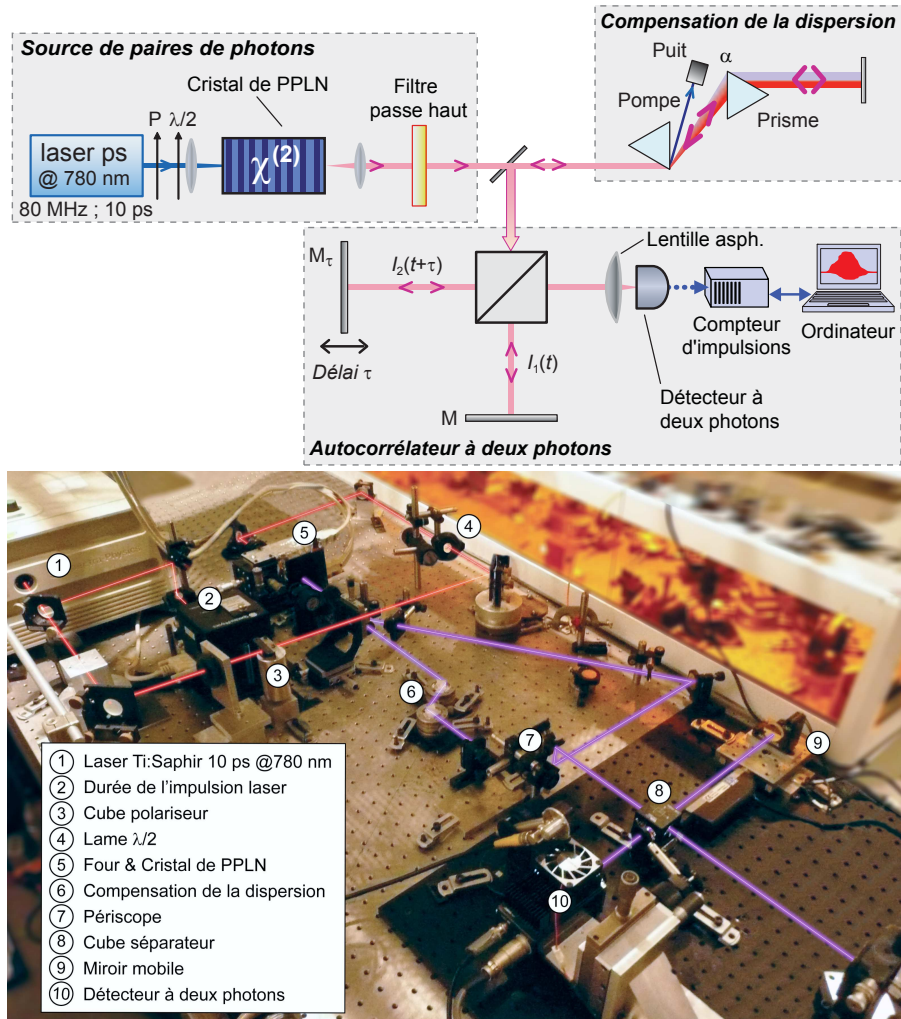 Source de paires de photons
Cristal de PPLN
Filtre
passe haut
P λ/2
laser ps
@ 780 nm
χ(2)
80 MHz ; 10 ps
Compensation de la dispersion
Puit
α
Pompe
Prisme
Mτ
I2(t+τ)
Lentille asph.
Compteur
d'impulsions
Ordinateur
Délai τ
I1(t)
Détecteur à
deux photons
M
Autocorrélateur à deux photons
1
2
3
4
5
6
7
8
9
10
1 Laser Ti:Saphir 10 ps @780 nm
2 Durée de l'impulsion laser
3 Cube polariseur
4 Lame λ/2
5 Four & Cristal de PPLN
6 Compensation de la dispersion
7 Périscope
8 Cube séparateur
9 Miroir mobile
10 Détecteur à deux photons